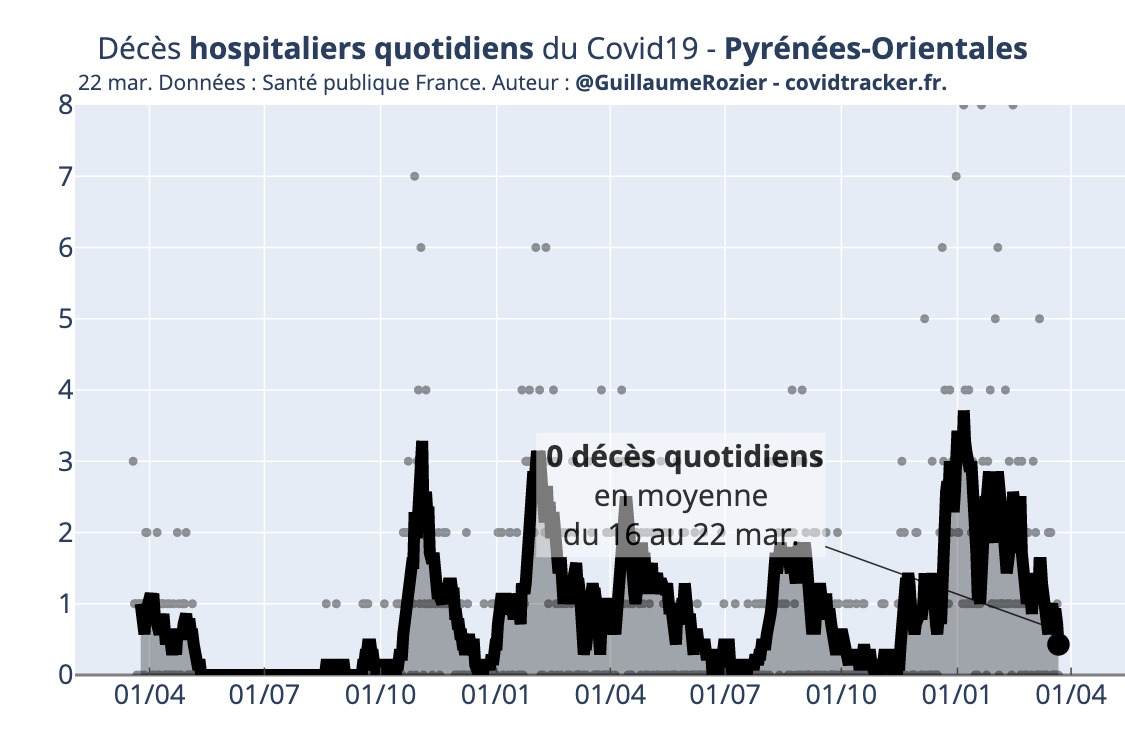 Décès hospitaliers quotidiens du Covid19 - Pyrénées-Orientales
22 mar. Données : Santé publique France. Auteur : @GuillaumeRozier - covidtracker.fr.
8
7
6
5
4
3
2
1
0
0 décès quotidiens
en moyenne
du 16 au 22 mar.
01/04 01/07 01/10 01/01 01/04 01/07 01/10 01/01 01/04